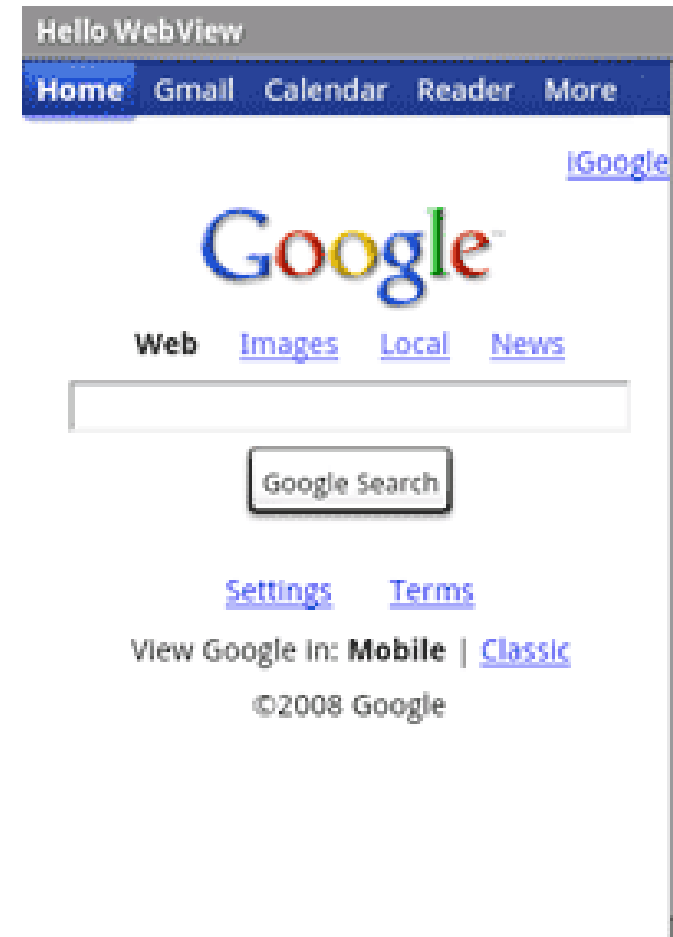 Hello WebView
Home Gmail Calendar Reader More
iGoogle
Google™
Web Images Local News
Google Search
Settings Terms
View Google in: Mobile | Classic
©2008 Google